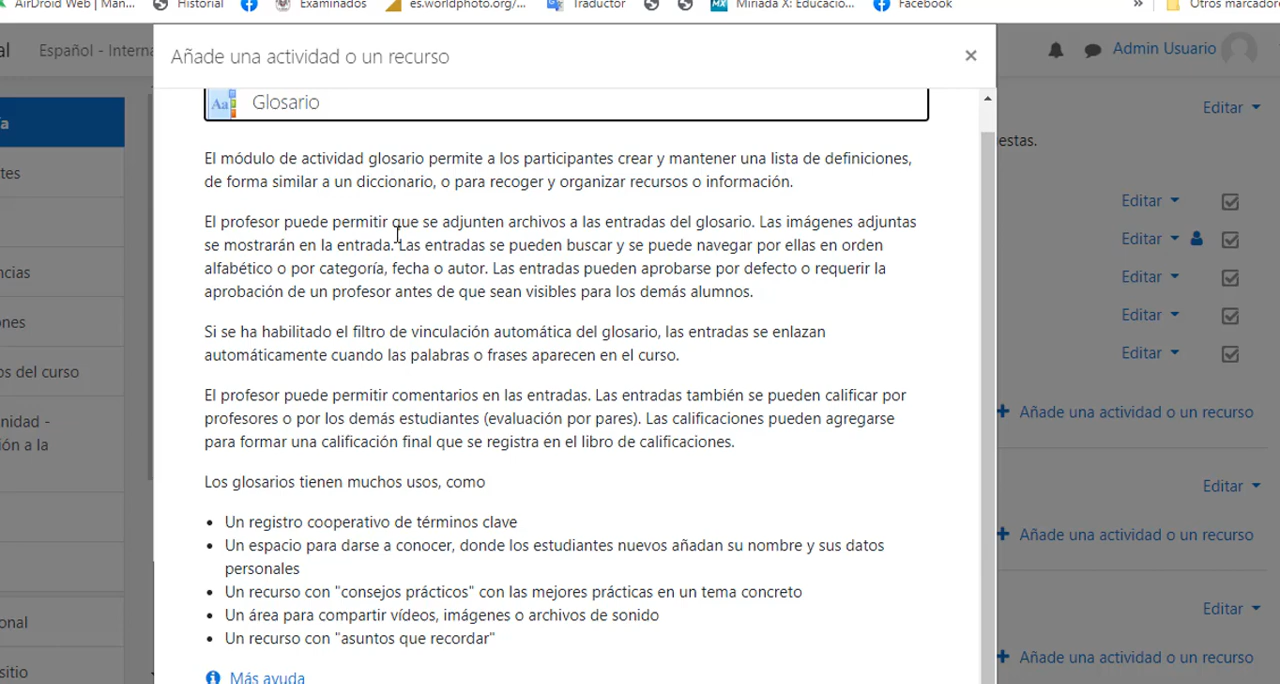 AirDroid Web | Man...
Historial
Examinados
es.worldphoto.org/...
Traductor
Miríada X: Educació...
Facebook
»
Otros marcador
al
Español - Interna
Añade una actividad o un recurso
×
Admin Usuario
a
Aa
Glosario
Editar
El módulo de actividad glosario permite a los participantes crear y mantener una lista de definiciones,
de forma similar a un diccionario, o para recoger y organizar recursos o información.
estas.
tes
El profesor puede permitir que se adjunten archivos a las entradas del glosario. Las imágenes adjuntas
se mostrarán en la entrada. Las entradas se pueden buscar y se puede navegar por ellas en orden
alfabético o por categoría, fecha o autor. Las entradas pueden aprobarse por defecto o requerir la
aprobación de un profesor antes de que sean visibles para los demás alumnos.
Editar
Editar
Editar
Editar
Editar
ncias
nes
Si se ha habilitado el filtro de vinculación automática del glosario, las entradas se enlazan
automáticamente cuando las palabras o frases aparecen en el curso.
os del curso
El profesor puede permitir comentarios en las entradas. Las entradas también se pueden calificar por
profesores o por los demás estudiantes (evaluación por pares). Las calificaciones pueden agregarse
para formar una calificación final que se registra en el libro de calificaciones.
Añade una actividad o un recurso
nidad -
ón a la
Los glosarios tienen muchos usos, como
Editar
• Un registro cooperativo de términos clave
• Un espacio para darse a conocer, donde los estudiantes nuevos añadan su nombre y sus datos
personales
• Un recurso con "consejos prácticos" con las mejores prácticas en un tema concreto
• Un área para compartir vídeos, imágenes o archivos de sonido
• Un recurso con "asuntos que recordar"
Añade una actividad o un recurso
Editar
onal
Añade una actividad o un recurso
sitio
Más ayuda